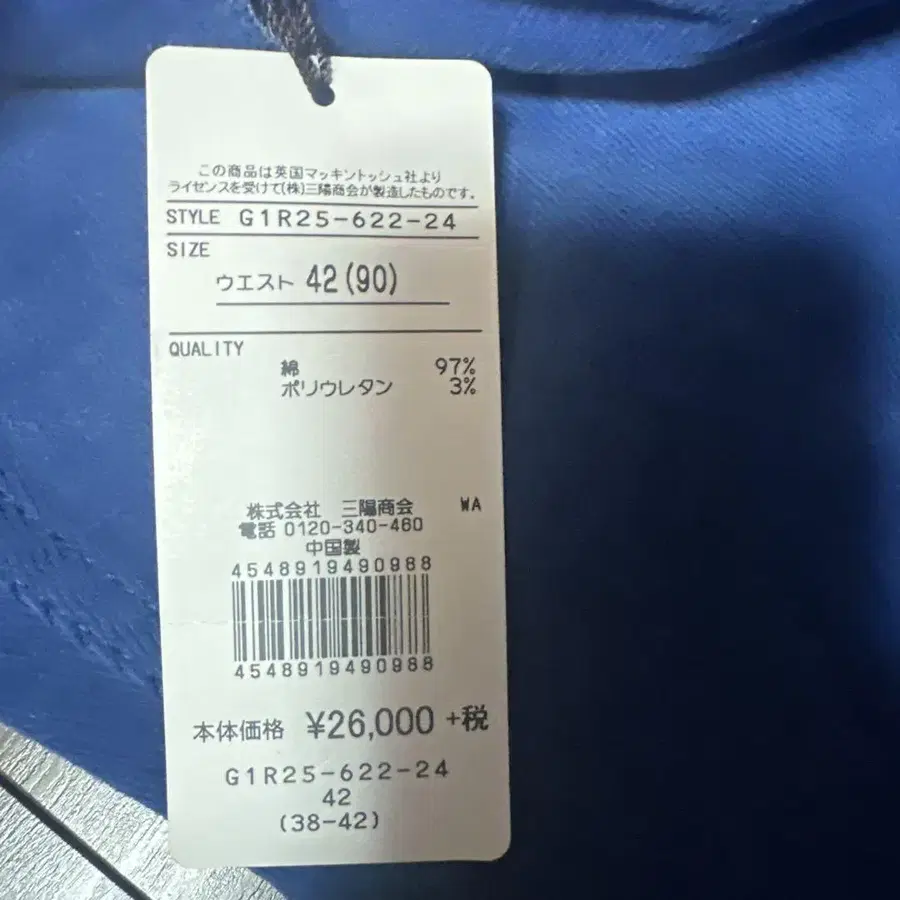 この商品は英国マッキントッシュ社より
ライセンスを受けて(株)三陽商会が製造したものです。
STYLE G1R25-622-24
SIZE
ウエスト 42(90)
QUALITY
綿 97%
ポリウレタン 3%
株式会社 三陽商会 WA
電話 0120-340-460
中国製
4548919490988
4548919490988
本体価格 ¥26,000 +税
G1R25-622-24
42
(38-42)